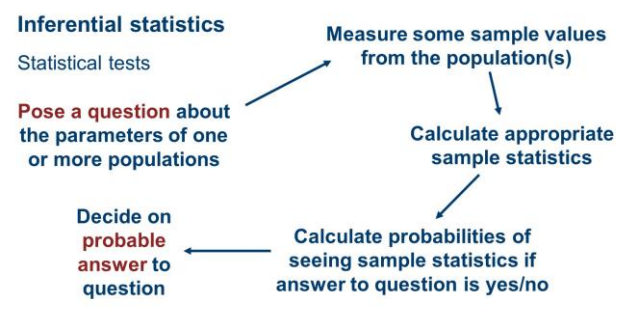 Inferential statistics
Statistical tests
Pose a question about
the parameters of one
or more populations
Measure some sample values
from the population(s)
Calculate appropriate
sample statistics
Calculate probabilities of
seeing sample statistics if
answer to question is yes/no
Decide on
probable
answer to
question